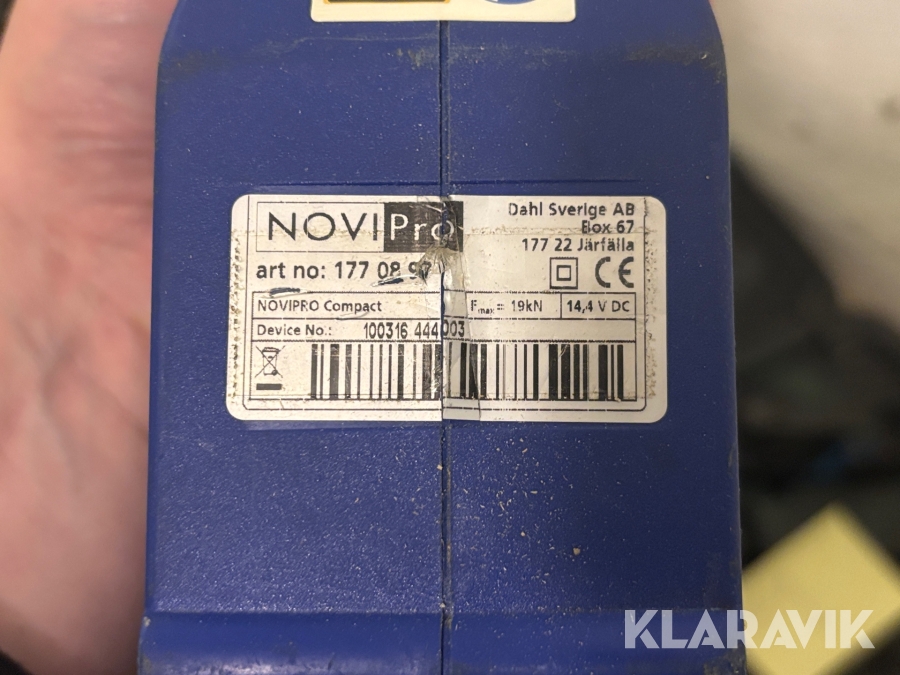 NOVIPro
Dahl Sverige AB
Box 67
177 22 Järfälla
art no: 177 08 97
CE
NOVIPRO Compact
Fmax= 19kN
14,4 V DC
Device No.: 100316 444003
KLARAVIK